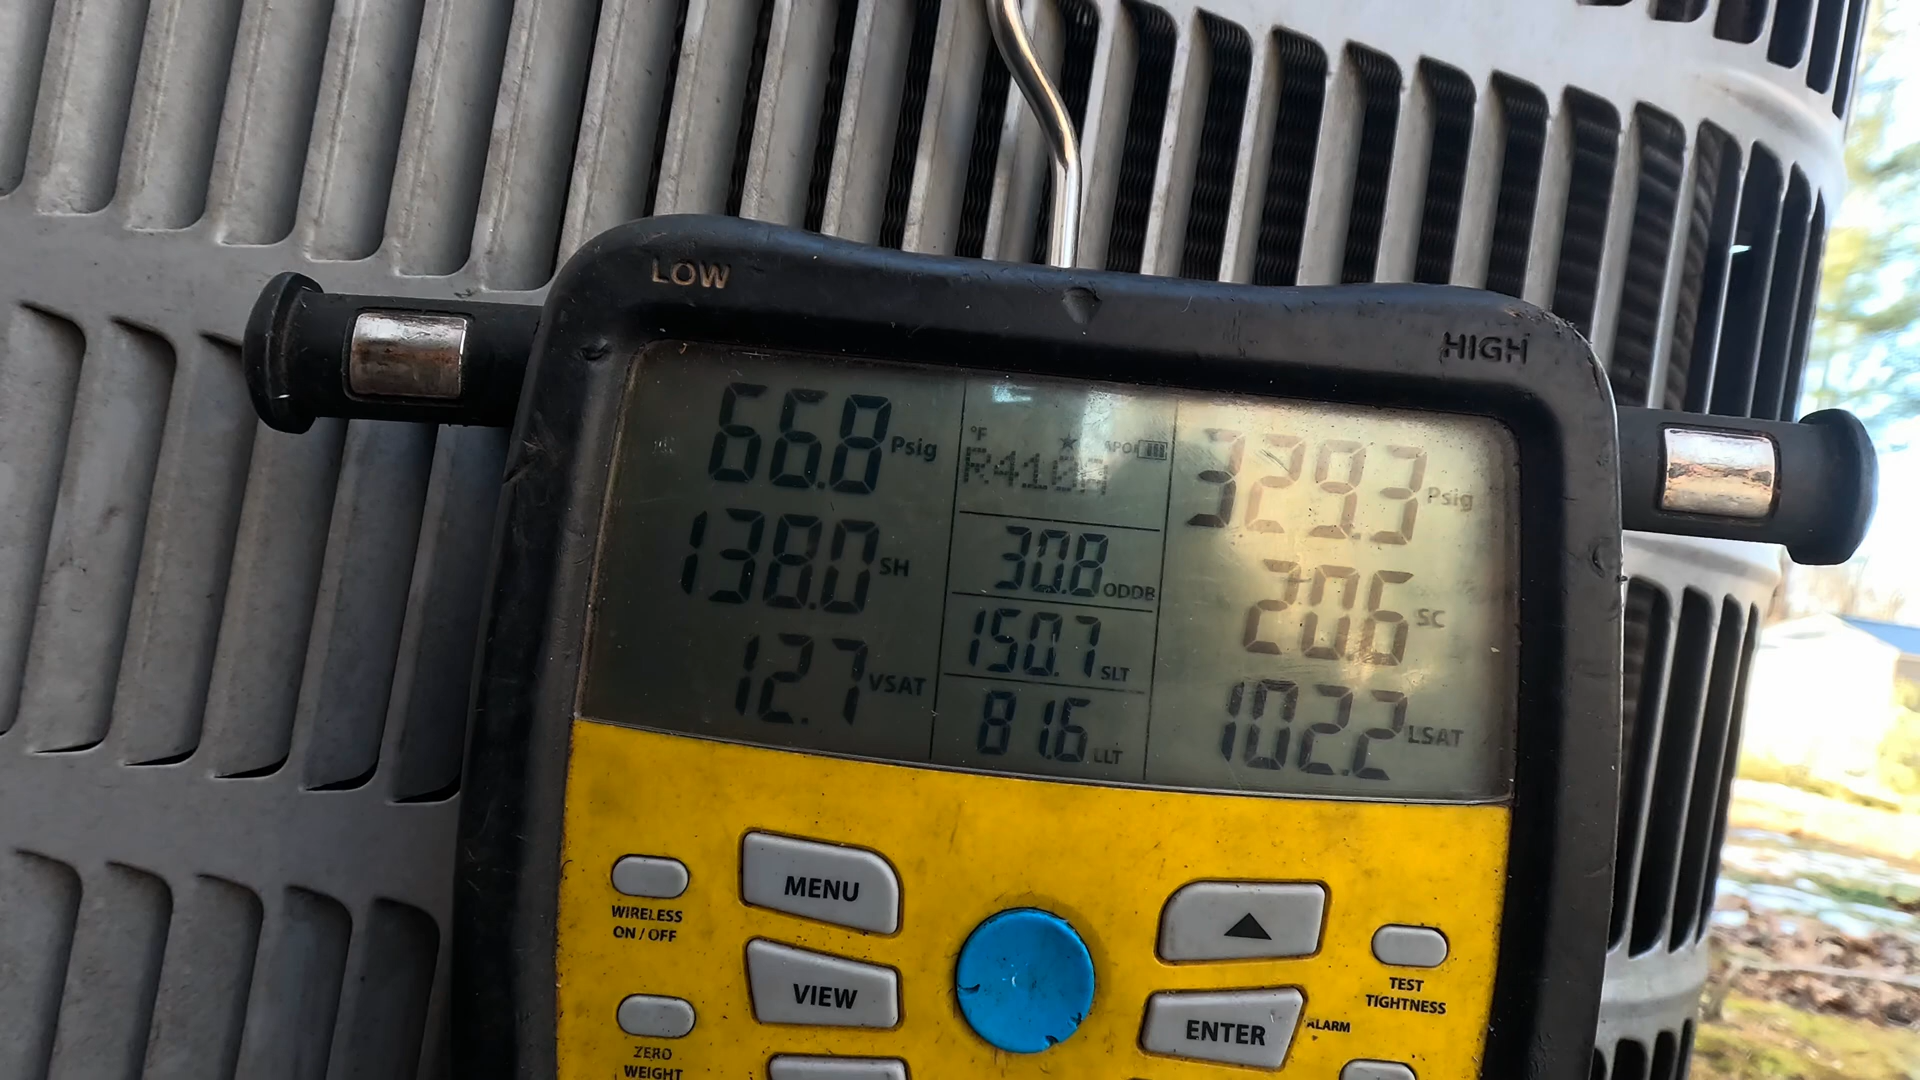 LOW
HIGH
66.8 Psig
138.0 SH
12.7 VSAT
°F
R410A
30.8 ODDB
150.7 SLT
81.6 LLT
329.3 Psig
20.6 SC
102.2 LSAT
MENU
WIRELESS
ON / OFF
VIEW
ZERO
WEIGHT
▲
TEST
TIGHTNESS
ENTER
ALARM